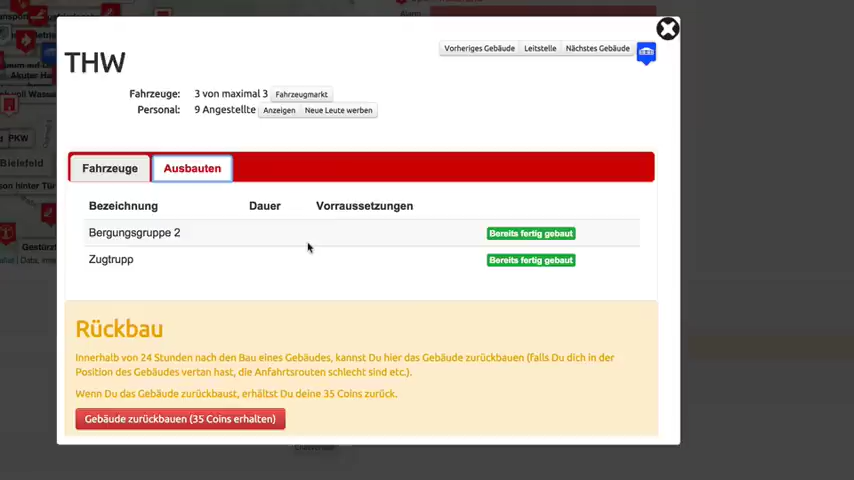 Vorheriges Gebäude Leitstelle Nächstes Gebäude
THW
Fahrzeuge: 3 von maximal 3 Fahrzeugmarkt
Personal: 9 Angestellte Anzeigen Neue Leute werben
PKW
Bielefeld
Fahrzeuge Ausbauten
Bezeichnung Dauer Vorraussetzungen
Bergungsgruppe 2 Bereits fertig gebaut
Zugtrupp Bereits fertig gebaut
Rückbau
Innerhalb von 24 Stunden nach den Bau eines Gebäudes, kannst Du hier das Gebäude zurückbauen (falls Du dich in der
Position des Gebäudes vertan hast, die Anfahrtsrouten schlecht sind etc.).
Wenn Du das Gebäude zurückbaust, erhältst Du deine 35 Coins zurück.
Gebäude zurückbauen (35 Coins erhalten)